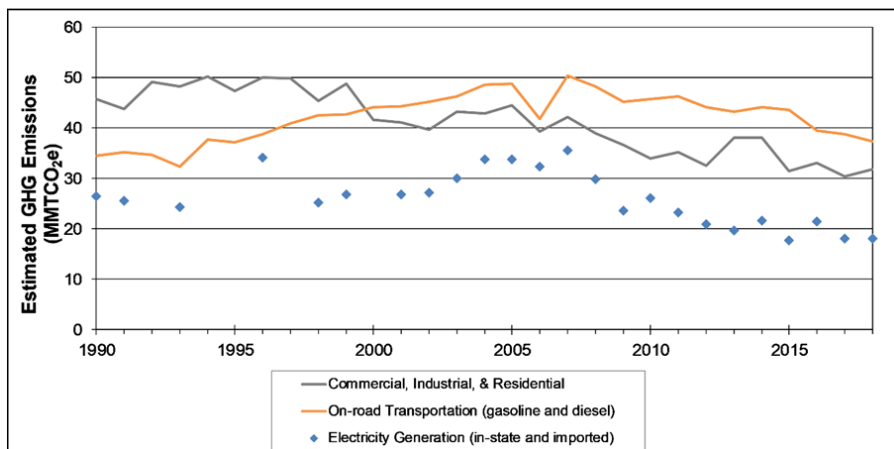 Estimated GHG Emissions
(MMTCO₂e)
60
50
40
30
20
10
0
1990
1995
2000
2005
2010
2015
Commercial, Industrial, & Residential
On-road Transportation (gasoline and diesel)
Electricity Generation (in-state and imported)